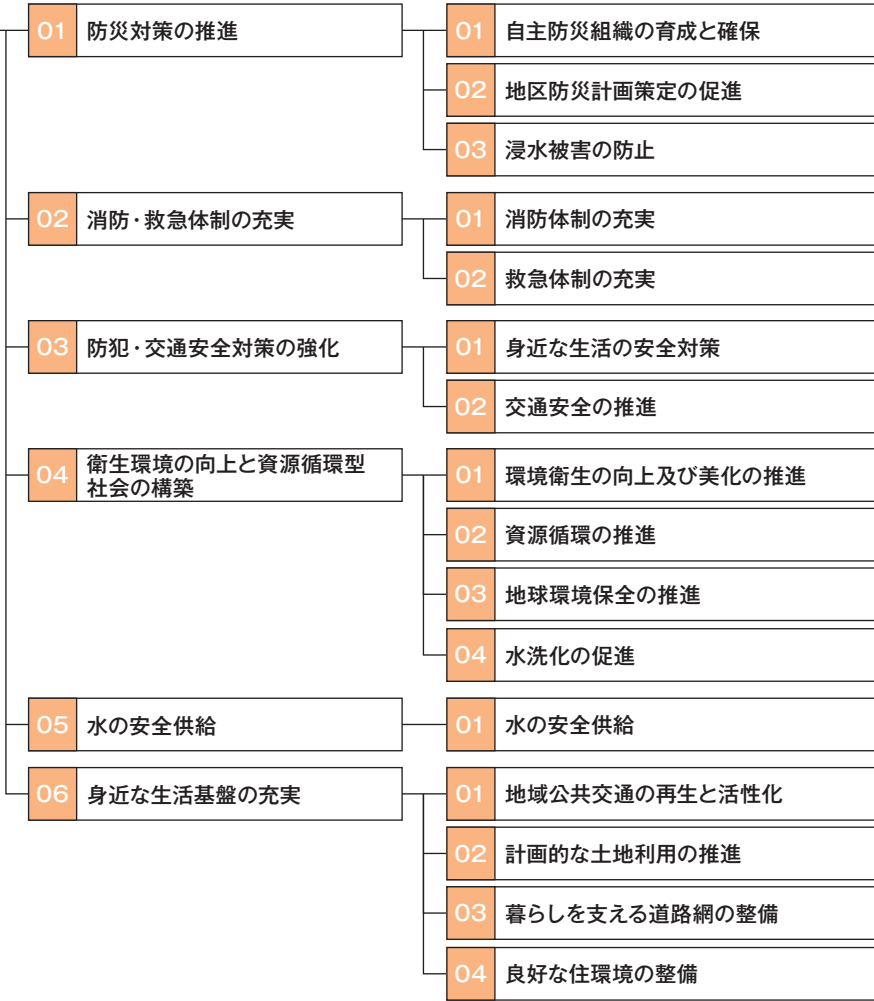 01 防災対策の推進
01 自主防災組織の育成と確保
02 地区防災計画策定の促進
03 浸水被害の防止
02 消防・救急体制の充実
01 消防体制の充実
02 救急体制の充実
03 防犯・交通安全対策の強化
01 身近な生活の安全対策
02 交通安全の推進
04 衛生環境の向上と資源循環型
社会の構築
01 環境衛生の向上及び美化の推進
02 資源循環の推進
03 地球環境保全の推進
04 水洗化の促進
05 水の安全供給
01 水の安全供給
06 身近な生活基盤の充実
01 地域公共交通の再生と活性化
02 計画的な土地利用の推進
03 暮らしを支える道路網の整備
04 良好な住環境の整備